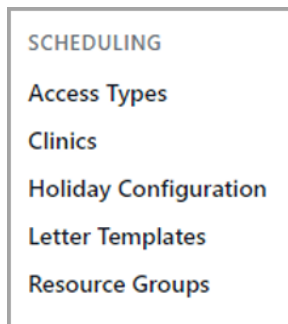 SCHEDULING
Access Types
Clinics
Holiday Configuration
Letter Templates
Resource Groups